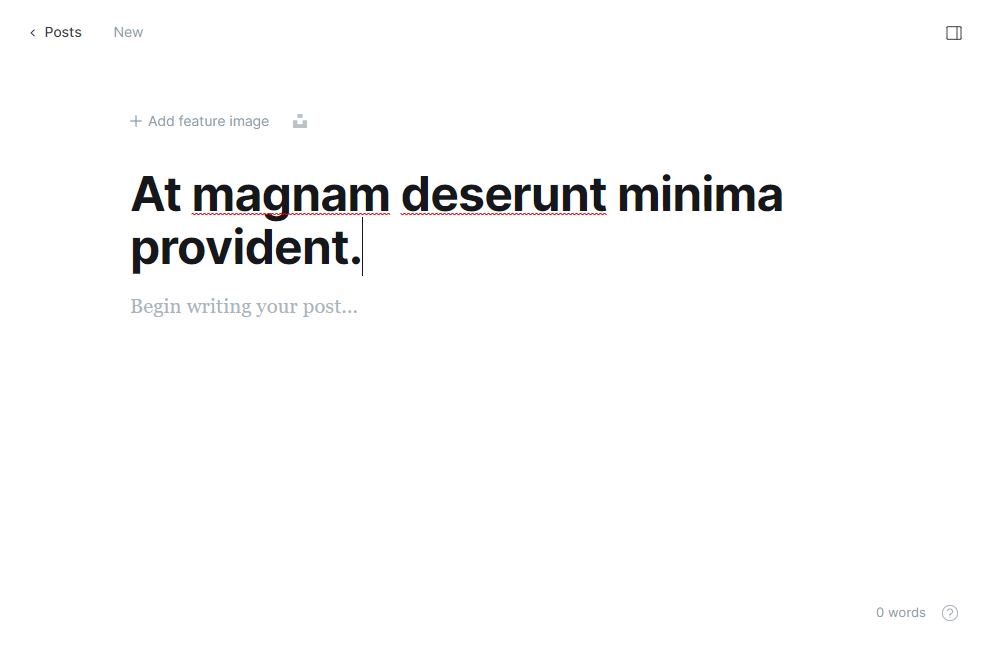 Posts
New
Add feature image
At magnam deserunt minima
provident.
Begin writing your post...
0 words
?